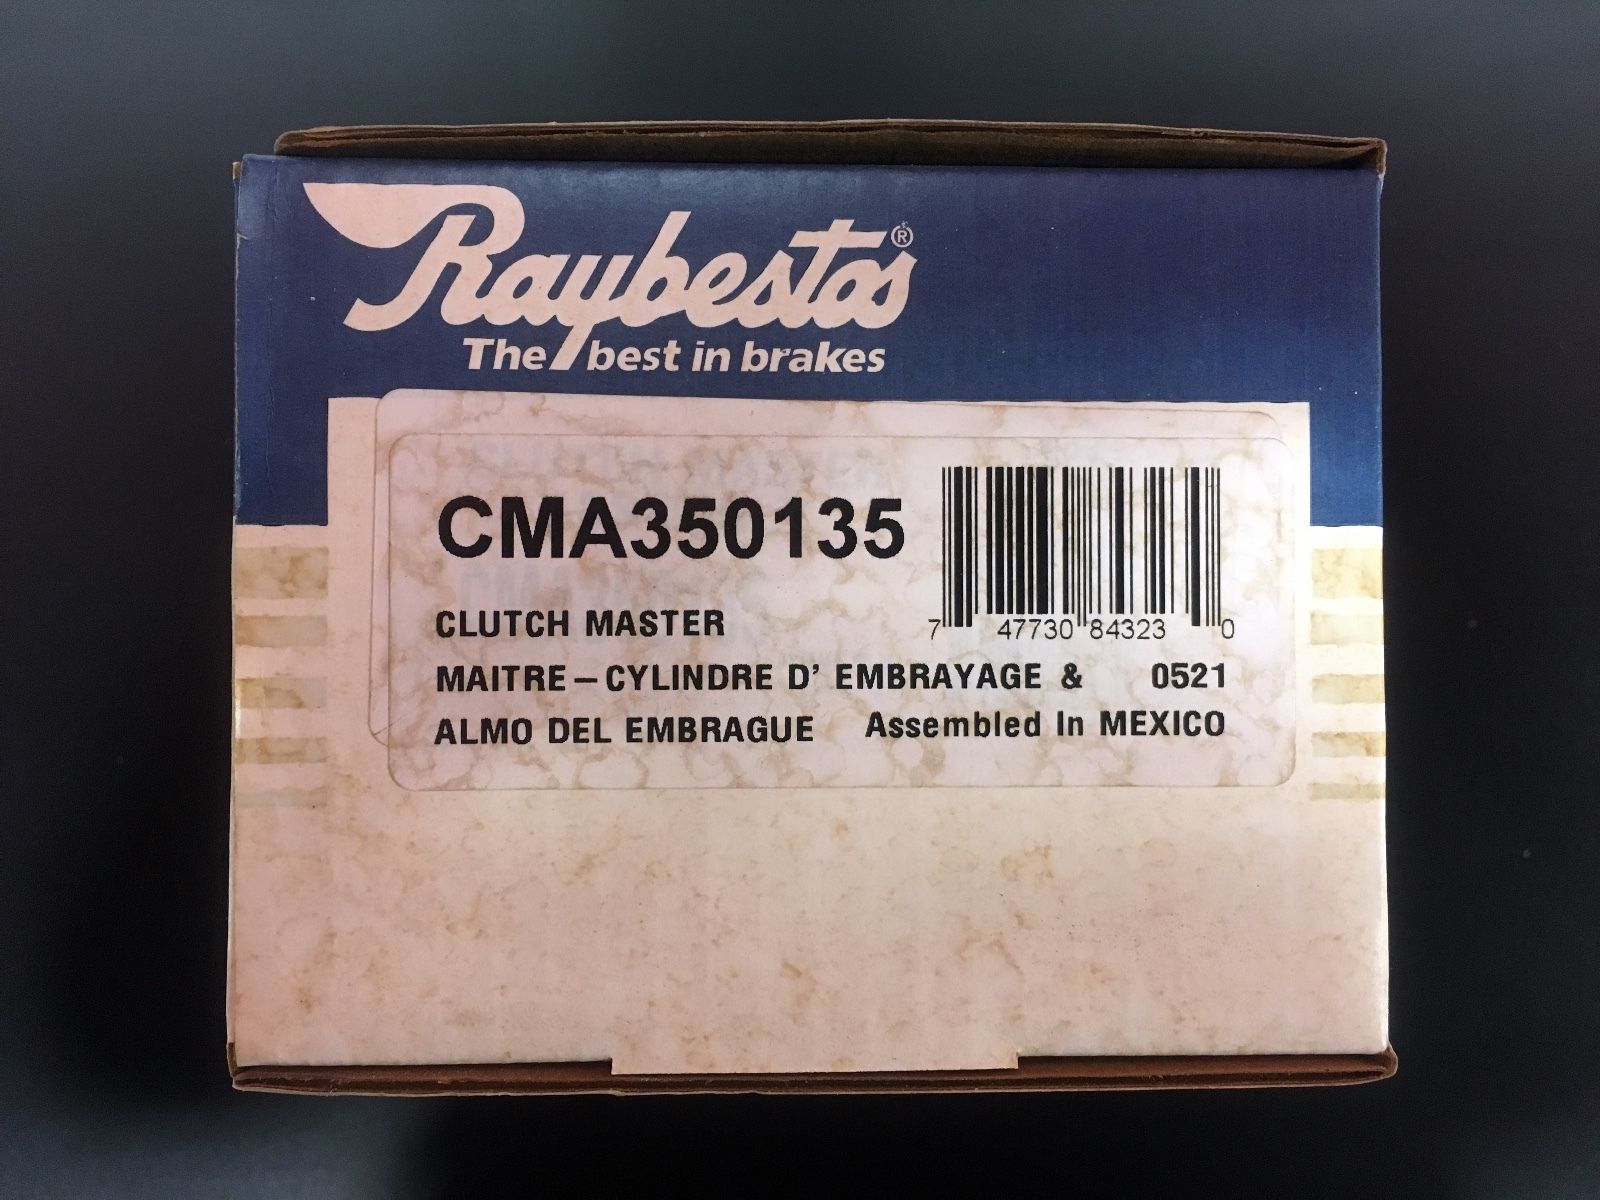 Raybestos®
The best in brakes
CMA350135
7 47730 84323 0
CLUTCH MASTER
MAITRE-CYLINDRE D' EMBRAYAGE & 0521
ALMO DEL EMBRAGUE Assembled In MEXICO